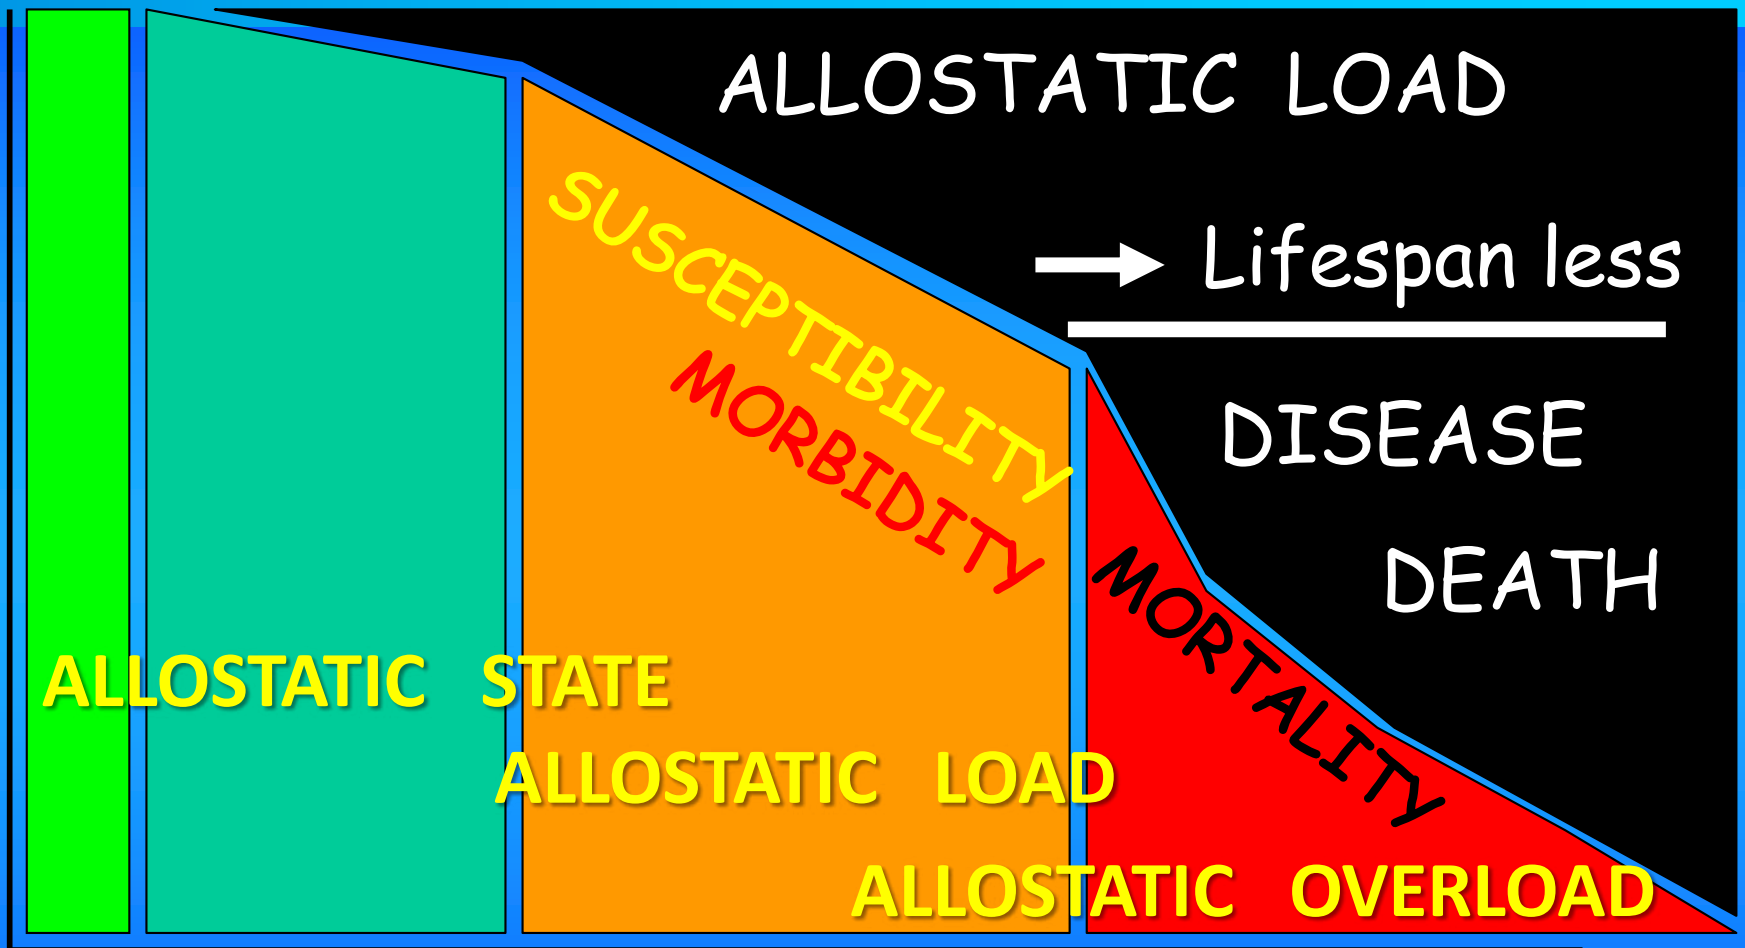 ALLOSTATIC LOAD
Lifespan less
DISEASE
DEATH
SUSCEPTIBILITY
MORBIDITY
MORTALITY
ALLOSTATIC STATE
ALLOSTATIC LOAD
ALLOSTATIC OVERLOAD